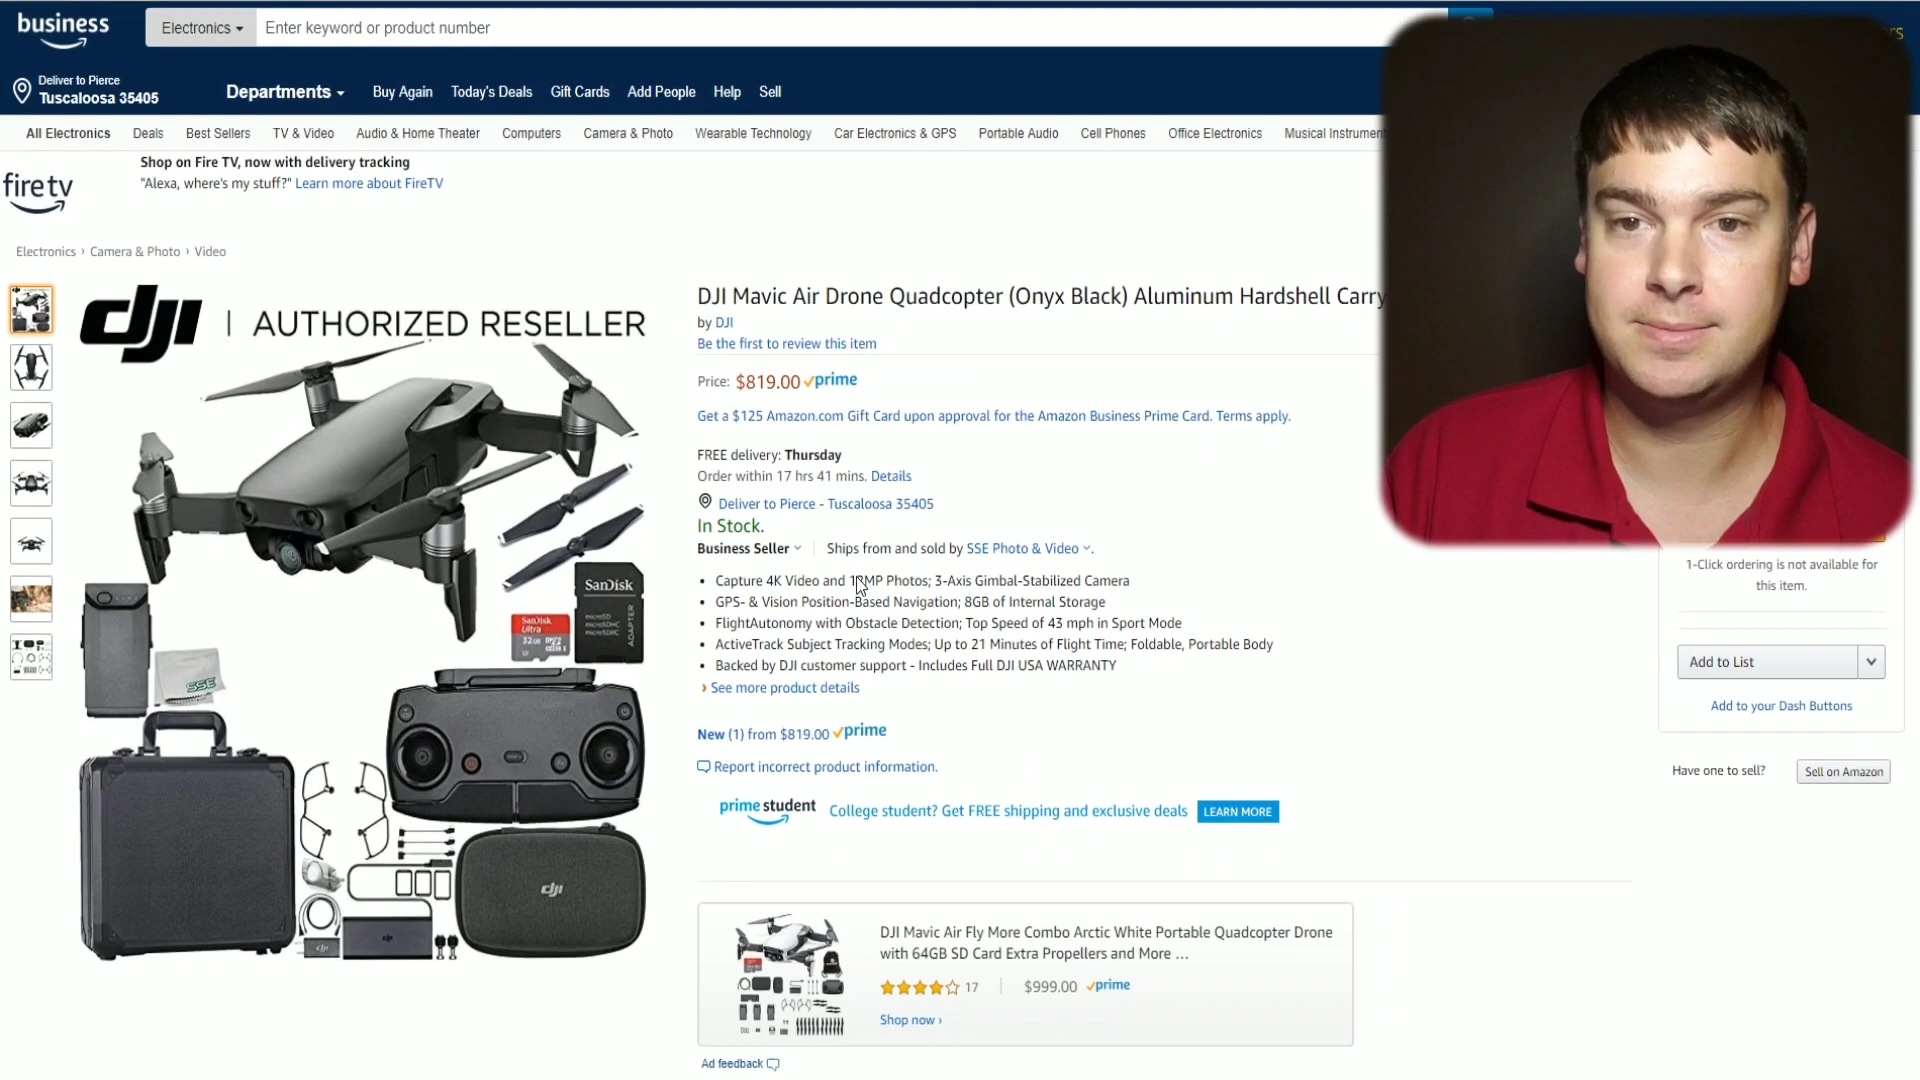 business
Electronics
Enter keyword or product number
rs
Deliver to Pierce
Tuscaloosa 35405
Departments
Buy Again
Today's Deals
Gift Cards
Add People
Help
Sell
All Electronics
Deals
Best Sellers
TV & Video
Audio & Home Theater
Computers
Camera & Photo
Wearable Technology
Car Electronics & GPS
Portable Audio
Cell Phones
Office Electronics
Musical Instrument
fire tv
Shop on Fire TV, now with delivery tracking
"Alexa, where's my stuff?" Learn more about FireTV
Electronics › Camera & Photo › Video
dji | AUTHORIZED RESELLER
SanDisk
microSD
microSDHC
microSDXC
ADAPTER
SanDisk
Ultra
32GB
SSE
dji
DJI Mavic Air Drone Quadcopter (Onyx Black) Aluminum Hardshell Carry
by DJI
Be the first to review this item
Price: $819.00 prime
Get a $125 Amazon.com Gift Card upon approval for the Amazon Business Prime Card. Terms apply.
FREE delivery: Thursday
Order within 17 hrs 41 mins. Details
Deliver to Pierce - Tuscaloosa 35405
In Stock.
Business Seller
Ships from and sold by SSE Photo & Video.
• Capture 4K Video and 12MP Photos; 3-Axis Gimbal-Stabilized Camera
• GPS- & Vision Position-Based Navigation; 8GB of Internal Storage
• FlightAutonomy with Obstacle Detection; Top Speed of 43 mph in Sport Mode
• ActiveTrack Subject Tracking Modes; Up to 21 Minutes of Flight Time; Foldable, Portable Body
• Backed by DJI customer support - Includes Full DJI USA WARRANTY
› See more product details
New (1) from $819.00 prime
Report incorrect product information.
prime student
College student? Get FREE shipping and exclusive deals
LEARN MORE
DJI Mavic Air Fly More Combo Arctic White Portable Quadcopter Drone
with 64GB SD Card Extra Propellers and More ...
17
$999.00 prime
Shop now ›
Ad feedback
1-Click ordering is not available for
this item.
Add to List
Add to your Dash Buttons
Have one to sell?
Sell on Amazon